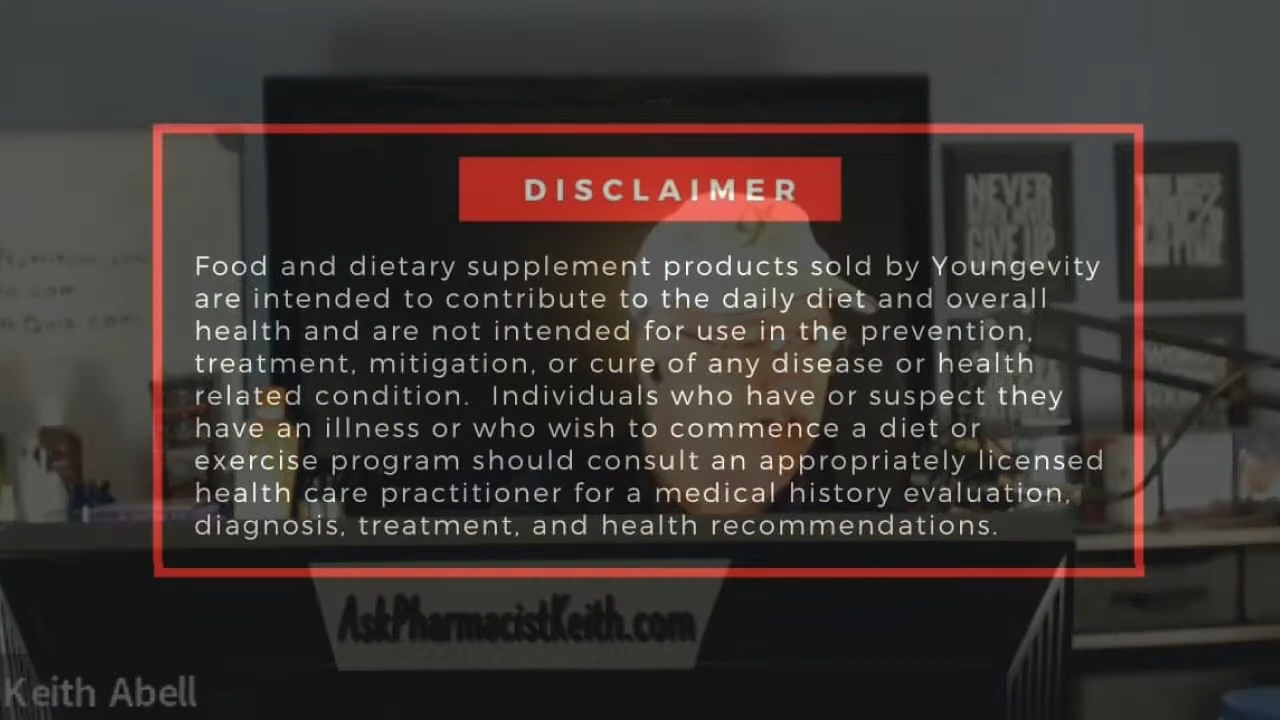 DISCLAIMER
Food and dietary supplement products sold by Youngevity
are intended to contribute to the daily diet and overall
health and are not intended for use in the prevention,
treatment, mitigation, or cure of any disease or health
related condition. Individuals who have or suspect they
have an illness or who wish to commence a diet or
exercise program should consult an appropriately licensed
health care practitioner for a medical history evaluation,
diagnosis, treatment, and health recommendations.
NEVER
GIVE UP
AskPharmacistKeith.com
Keith Abell